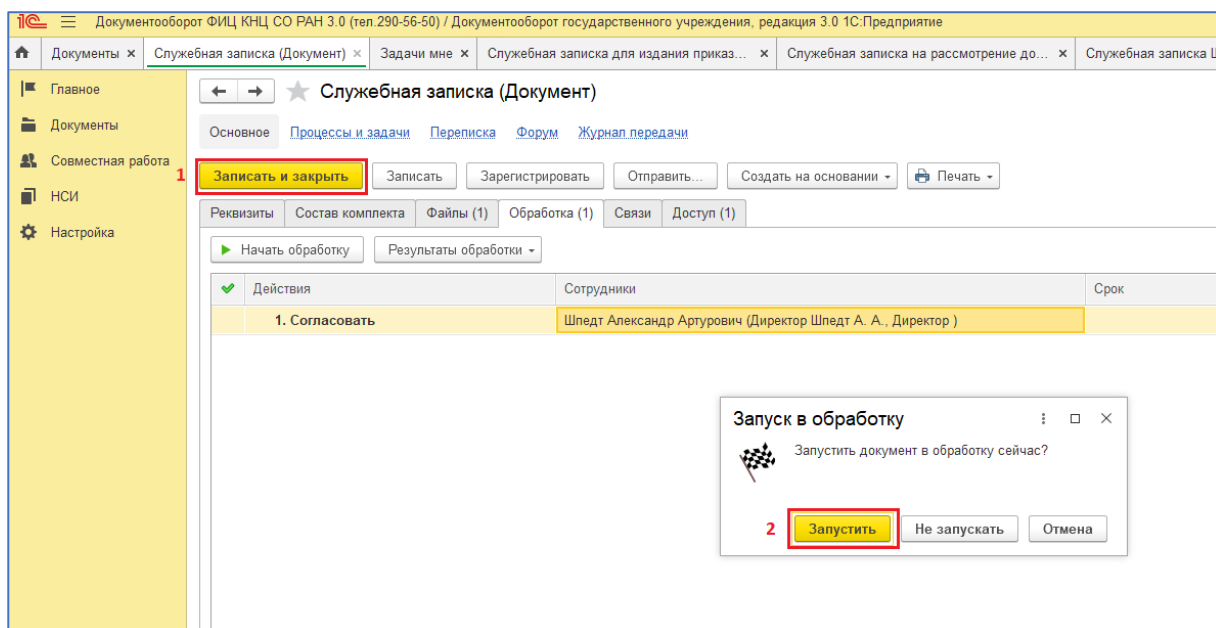 1С Документооборот ФИЦ КНЦ СО РАН 3.0 (тел.290-56-50) / Документооборот государственного учреждения, редакция 3.0 1С:Предприятие
Документы × Служебная записка (Документ) × Задачи мне × Служебная записка для издания приказ... × Служебная записка на рассмотрение до... × Служебная записка
Главное
Документы
Совместная работа
НСИ
Настройка
Служебная записка (Документ)
Основное Процессы и задачи Переписка Форум Журнал передачи
1 Записать и закрыть Записать Зарегистрировать Отправить... Создать на основании Печать
Реквизиты Состав комплекта Файлы (1) Обработка (1) Связи Доступ (1)
Начать обработку Результаты обработки
Действия Сотрудники Срок
1. Согласовать Шпедт Александр Артурович (Директор Шпедт А. А., Директор )
Запуск в обработку
Запустить документ в обработку сейчас?
2 Запустить Не запускать Отмена